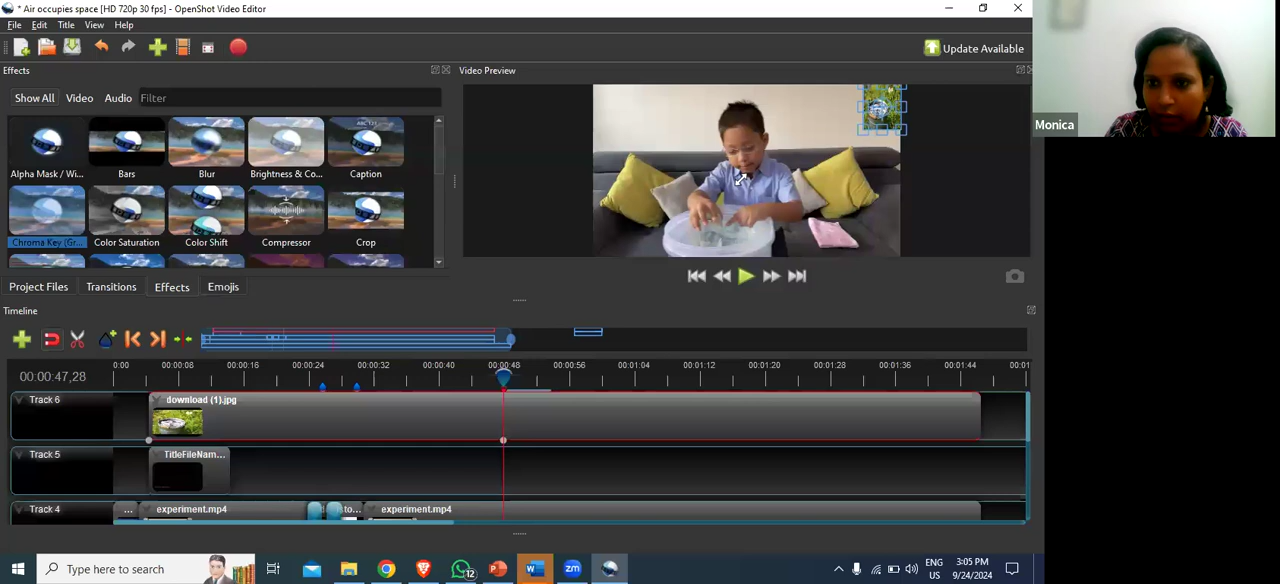 * Air occupies space [HD 720p 30 fps] - OpenShot Video Editor
File Edit Title View Help
Update Available
Effects
Video Preview
Show All Video Audio Filter
Alpha Mask / Wi... Bars Blur Brightness & Co... Caption
Chroma Key (Gr... Color Saturation Color Shift Compressor Crop
Project Files Transitions Effects Emojis
Timeline
00:00:47,28
0:00 00:00:08 00:00:16 00:00:24 00:00:32 00:00:40 00:00:48 00:00:56 00:01:04 00:01:12 00:01:20 00:01:28 00:01:36 00:01:44 00:01
Track 6 download (1).jpg
Track 5 TitleFileNam...
Track 4 ... experiment.mp4 to... experiment.mp4
Type here to search
12
ENG
US
3:05 PM
9/24/2024
Monica